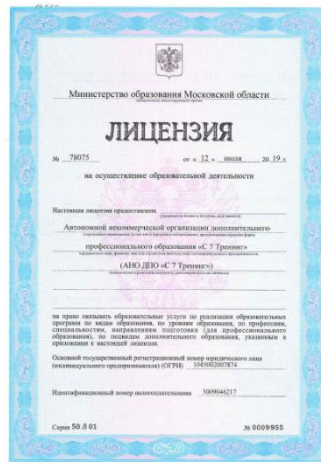 Министерство образования Московской области
наименование лицензирующего органа
ЛИЦЕНЗИЯ
№ 78075 от « 12 » июля 20 19 г.
на осуществление образовательной деятельности
Настоящая лицензия предоставлена
Автономной некоммерческой организации дополнительного
профессионального образования «С 7 Тренинг»
(АНО ДПО «С 7 Тренинг»)
на право оказывать образовательные услуги по реализации образовательных
программ по видам образования, по уровням образования, по профессиям,
специальностям, направлениям подготовки (для профессионального
образования), по подвидам дополнительного образования, указанным в
приложении к настоящей лицензии.
Основной государственный регистрационный номер юридического лица
(индивидуального предпринимателя) (ОГРН) 1045002007874
Идентификационный номер налогоплательщика 5009046217
Серия 50 Л 01 № 0009955